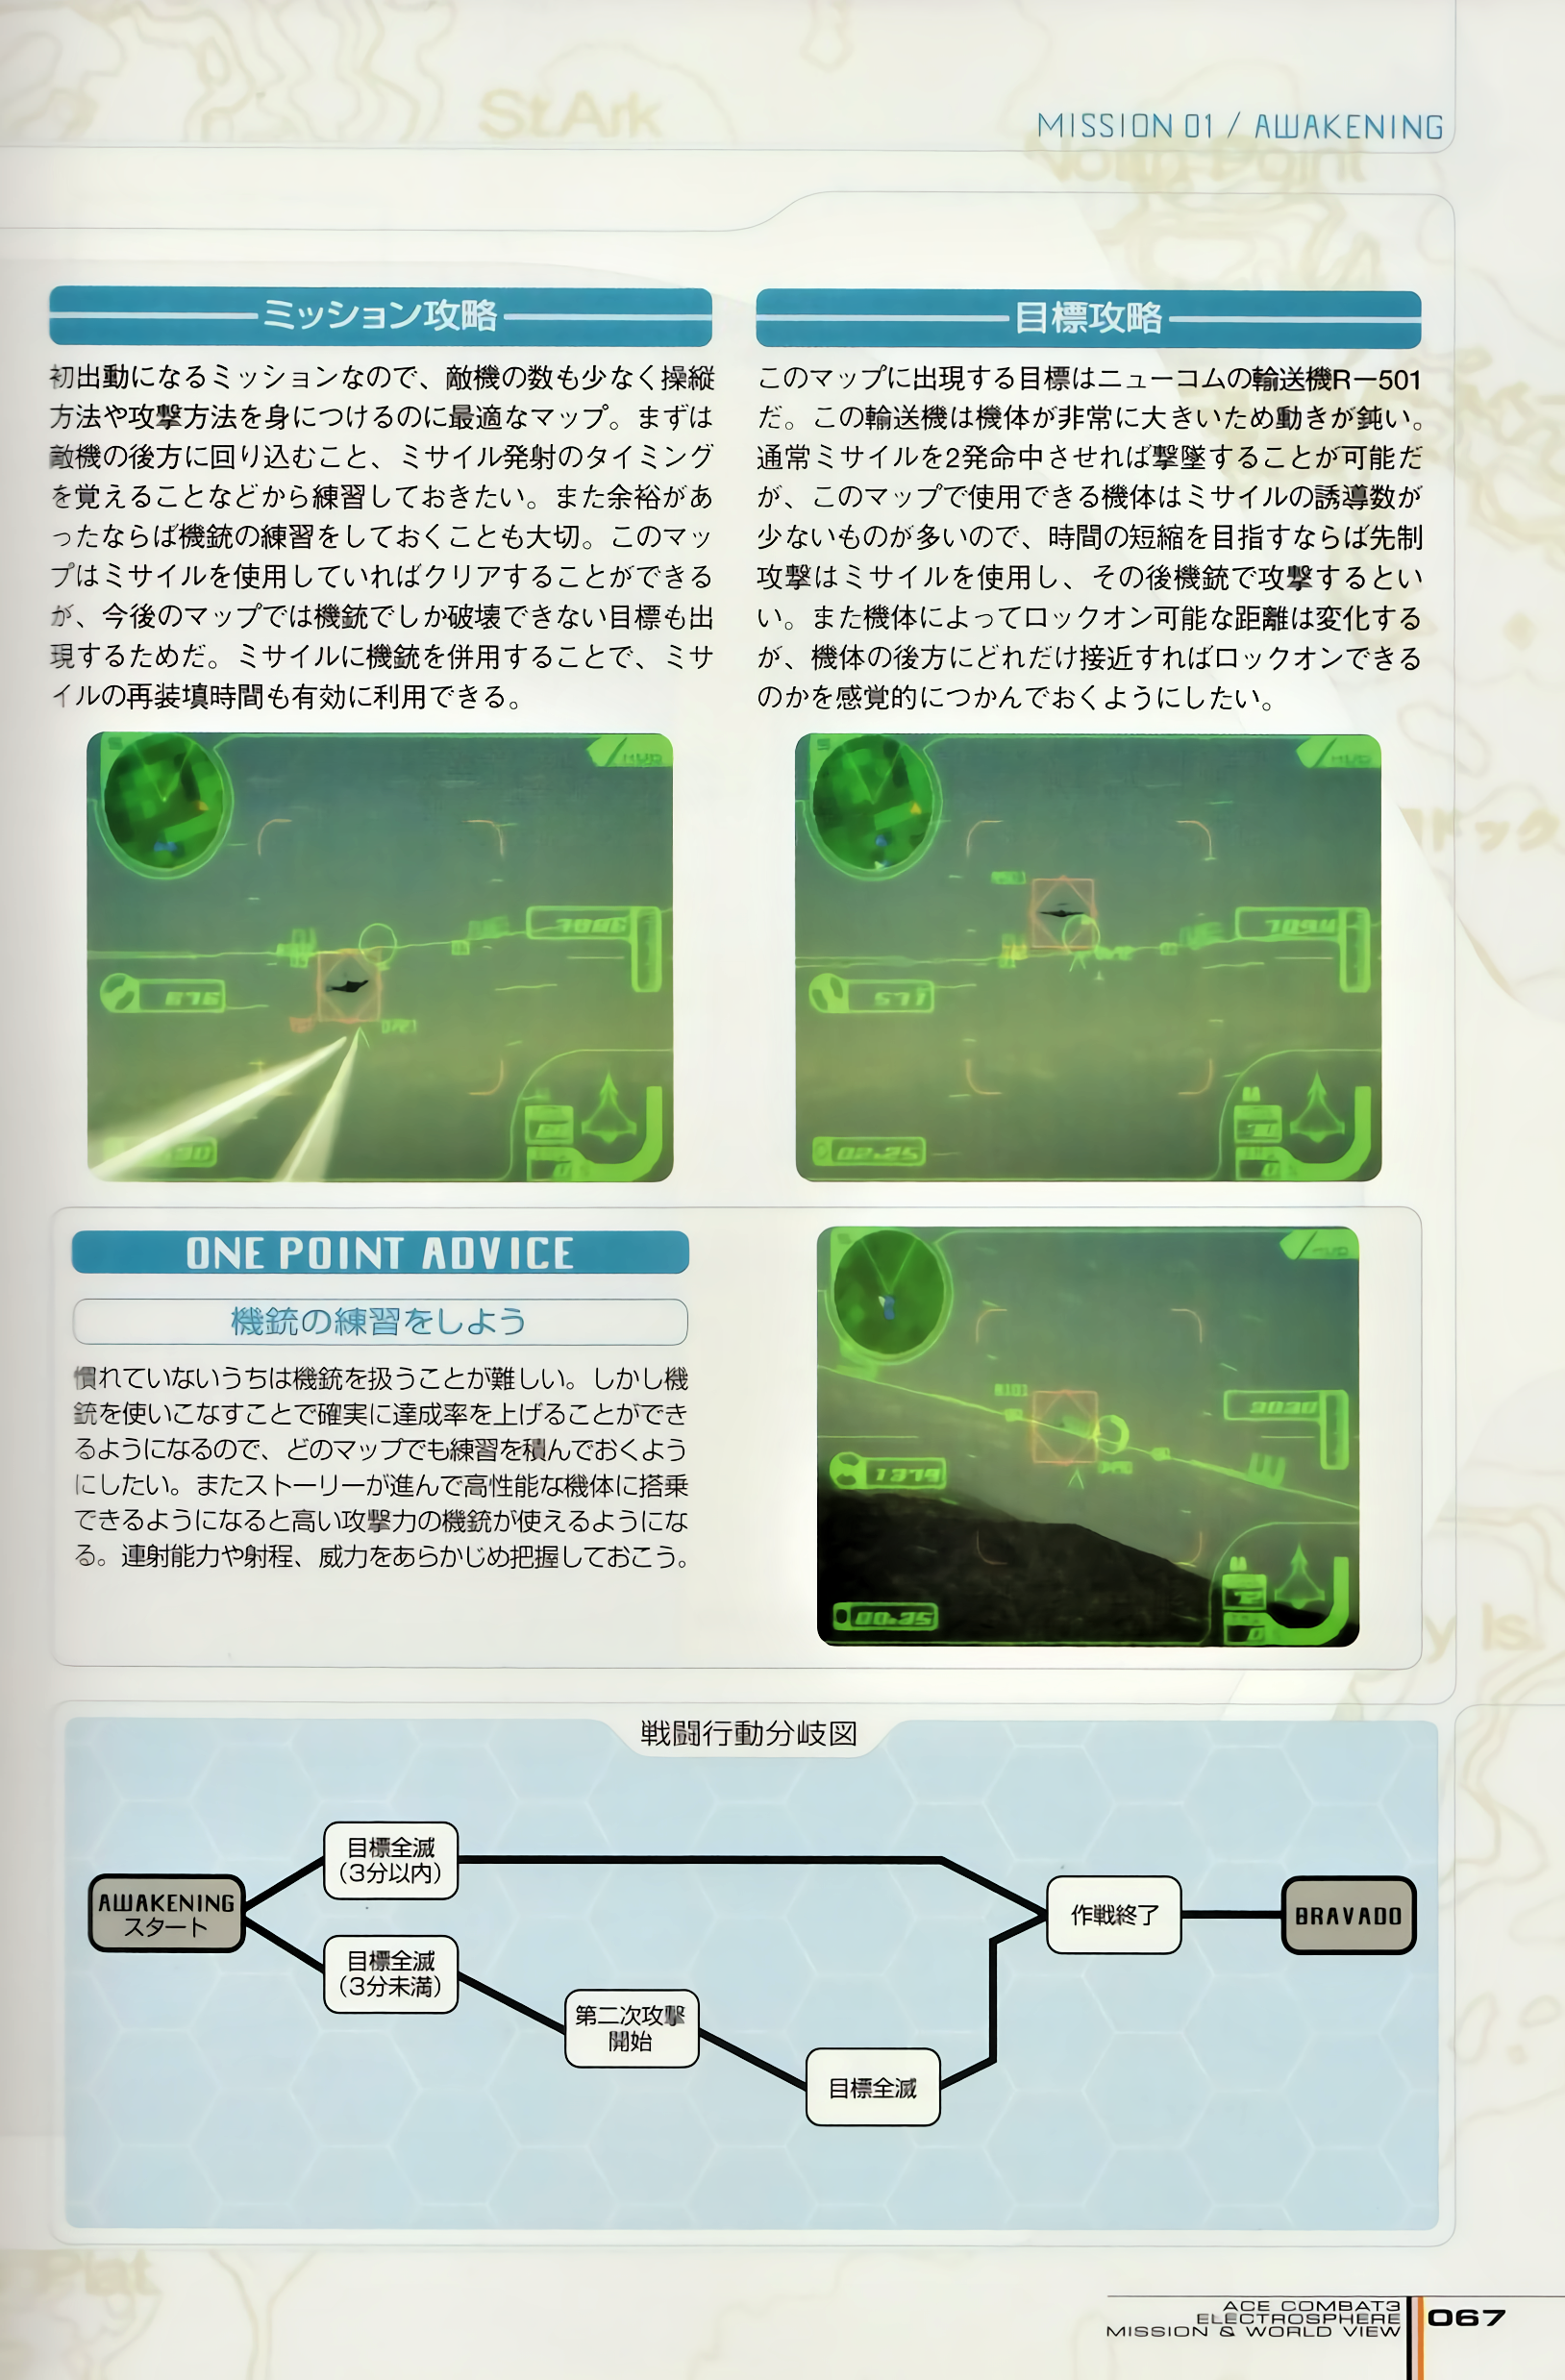 St.Ark
MISSION 01 / AWAKENING
North Point
ミッション攻略
初出動になるミッションなので、敵機の数も少なく操縦
方法や攻撃方法を身につけるのに最適なマップ。まずは
敵機の後方に回り込むこと、ミサイル発射のタイミング
を覚えることなどから練習しておきたい。また余裕があ
ったならば機銃の練習をしておくことも大切。このマッ
プはミサイルを使用していればクリアすることができる
が、今後のマップでは機銃でしか破壊できない目標も出
現するためだ。ミサイルに機銃を併用することで、ミサ
イルの再装填時間も有効に利用できる。
目標攻略
このマップに出現する目標はニューコムの輸送機R－501
だ。この輸送機は機体が非常に大きいため動きが鈍い。
通常ミサイルを2発命中させれば撃墜することが可能だ
が、このマップで使用できる機体はミサイルの誘導数が
少ないものが多いので、時間の短縮を目指すならば先制
攻撃はミサイルを使用し、その後機銃で攻撃するとい
い。また機体によってロックオン可能な距離は変化する
が、機体の後方にどれだけ接近すればロックオンできる
のかを感覚的につかんでおくようにしたい。
ドック
HUD
7086
876
HUD
7094
577
02.25
ONE POINT ADVICE
機銃の練習をしよう
慣れていないうちは機銃を扱うことが難しい。しかし機
銃を使いこなすことで確実に達成率を上げることができ
るようになるので、どのマップでも練習を積んでおくよう
にしたい。またストーリーが進んで高性能な機体に搭乗
できるようになると高い攻撃力の機銃が使えるようにな
る。連射能力や射程、威力をあらかじめ把握しておこう。
HUD
3030
1379
00.35
y Is.
戦闘行動分岐図
AWAKENING
スタート
目標全滅
（3分以内）
目標全滅
（3分未満）
第二次攻撃
開始
目標全滅
作戦終了
BRAVADO
Plat
ACE COMBAT3
ELECTROSPHERE
MISSION & WORLD VIEW
067